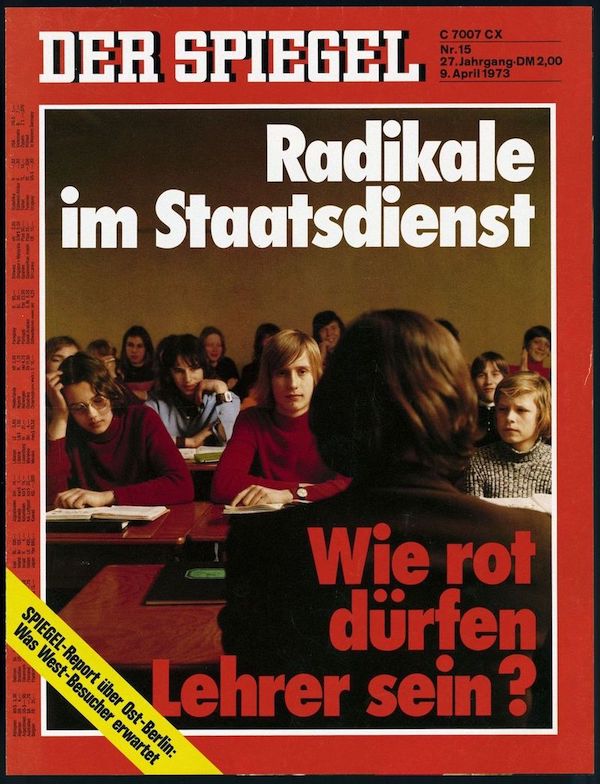 DER SPIEGEL
C 7007 CX
Nr. 15
27. Jahrgang · DM 2,00
9. April 1973
Radikale
im Staatsdienst
Wie rot
dürfen
Lehrer sein?
SPIEGEL-Report über Ost-Berlin:
Was West-Besucher erwartet